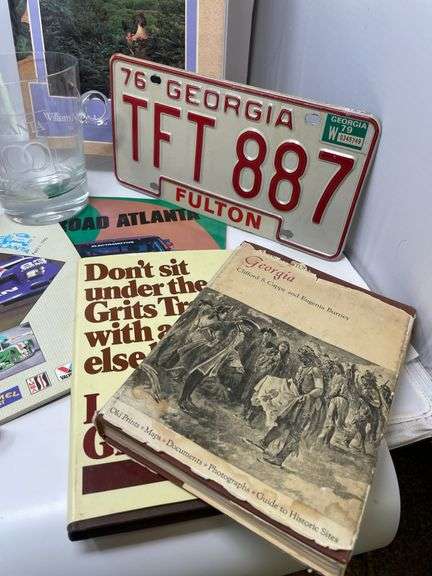 William A
76 GEORGIA
GEORGIA
79
W
TFT 887
FULTON
ROAD ATLANTA
Don't sit
under the
Grits Tr
with a
else
Georgia
Clifford S. Capps and Eugenia Burney
Old Prints • Maps • Documents • Photographs • Guide to Historic Sites